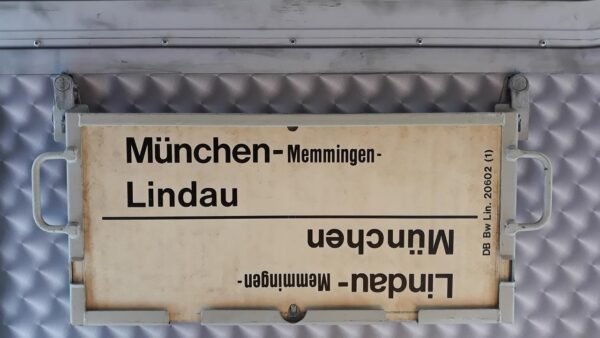 München-Memmingen-
Lindau
Lindau-Memmingen-
München
DB Bw Lin. 20602 (1)